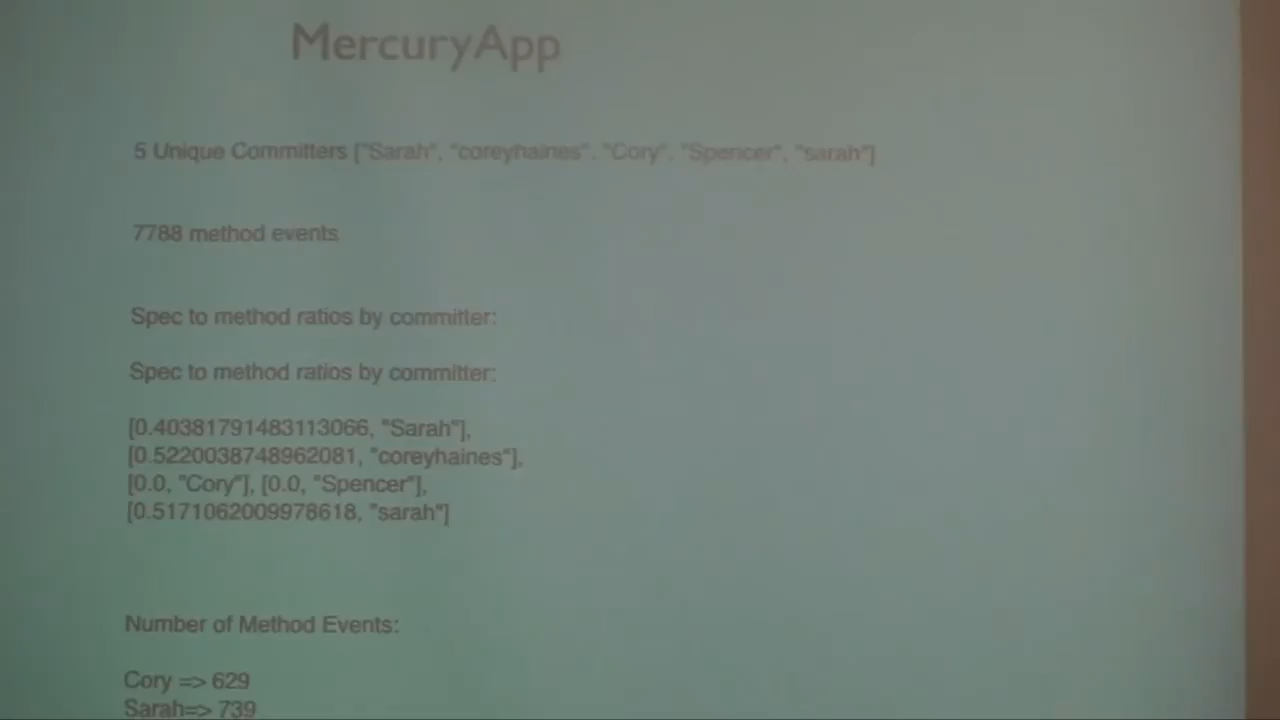 MercuryApp
5 Unique Committers ["Sarah", "coreyhaines", "Cory", "Spencer", "sarah"]
7788 method events
Spec to method ratios by committer:
Spec to method ratios by committer:
[0.40381791483113066, "Sarah"],
[0.5220038748962081, "coreyhaines"],
[0.0, "Cory"], [0.0, "Spencer"],
[0.5171062009978618, "sarah"]
Number of Method Events:
Cory => 629
Sarah=> 739